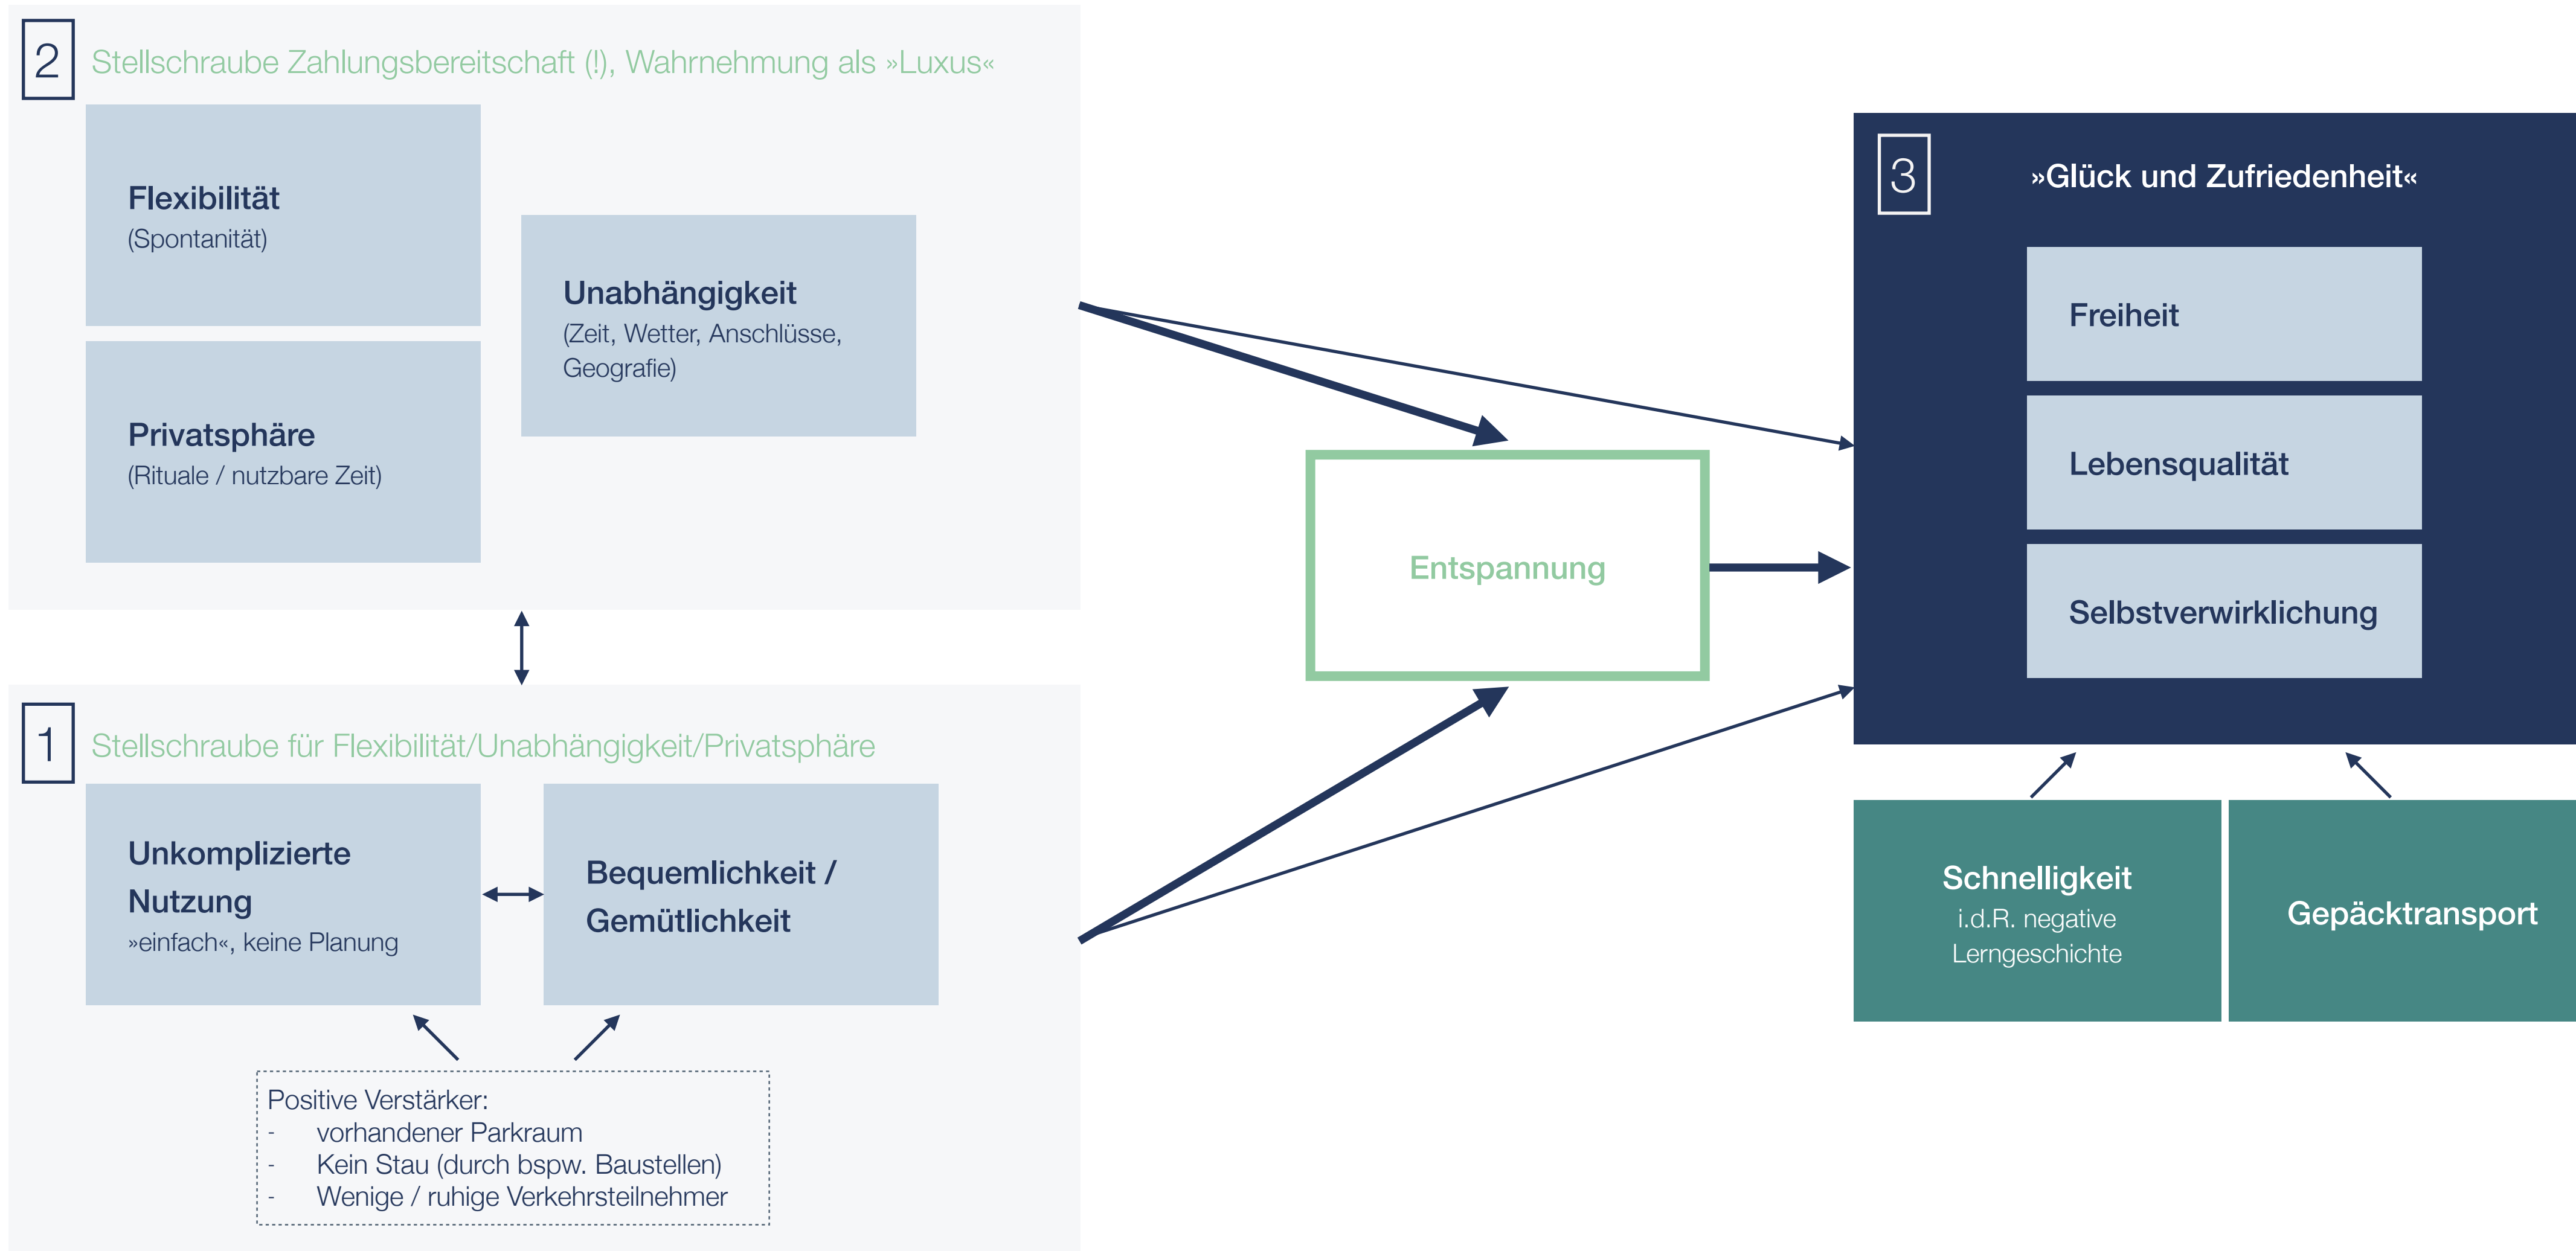 2
Stellschraube Zahlungsbereitschaft (!), Wahrnehmung als »Luxus«
Flexibilität
(Spontanität)
Unabhängigkeit
(Zeit, Wetter, Anschlüsse,
Geografie)
Privatsphäre
(Rituale / nutzbare Zeit)
1
Stellschraube für Flexibilität/Unabhängigkeit/Privatsphäre
Unkomplizierte
Nutzung
»einfach«, keine Planung
Bequemlichkeit /
Gemütlichkeit
Positive Verstärker:
- vorhandener Parkraum
- Kein Stau (durch bspw. Baustellen)
- Wenige / ruhige Verkehrsteilnehmer
Entspannung
3
»Glück und Zufriedenheit«
Freiheit
Lebensqualität
Selbstverwirklichung
Schnelligkeit
i.d.R. negative
Lerngeschichte
Gepäcktransport